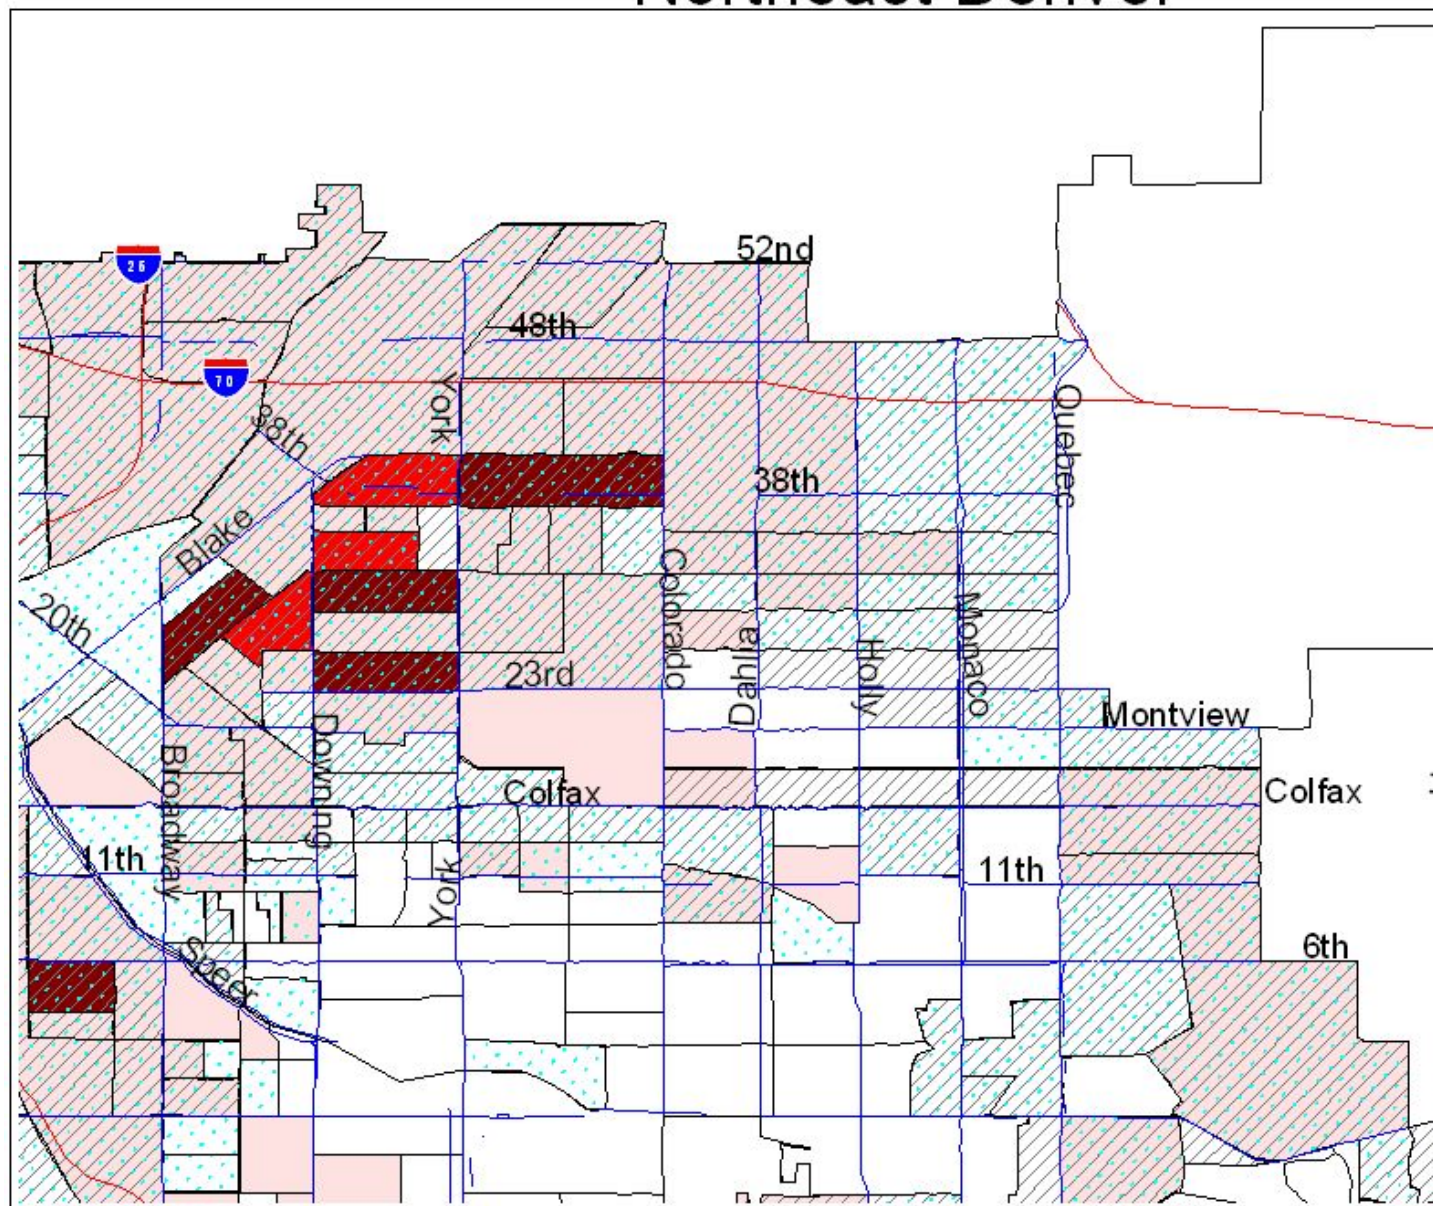 Northeast Denver
52nd
25
48th
70
York
38th
Quebec
38th
Blake
20th
Colorado
Dahlia
Holly
Monaco
23rd
Montview
Broadway
Downing
Colfax
Colfax
11th
York
11th
Speer
6th